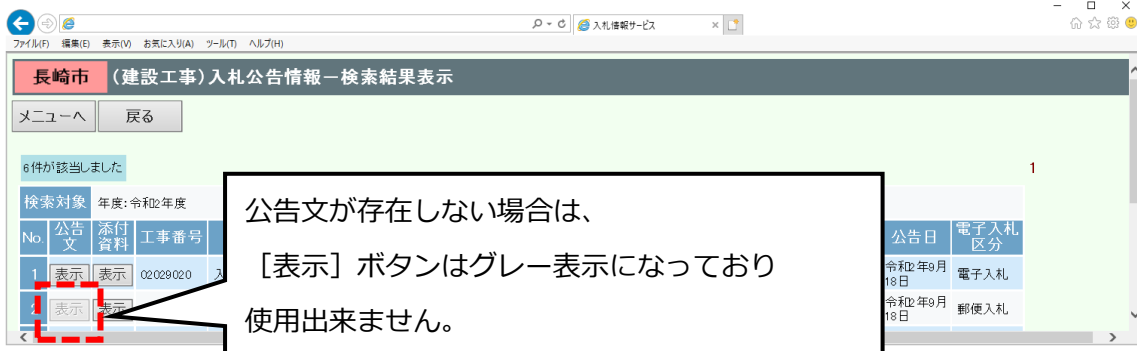 入札情報サービス
ファイル(F) 編集(E) 表示(V) お気に入り(A) ツール(T) ヘルプ(H)
長崎市 (建設工事)入札公告情報－検索結果表示
メニューへ 戻る
6件が該当しました 1
検索対象 年度:令和2年度
No. 公告文 添付資料 工事番号 公告日 電子入札区分
1 表示 表示 02029020 入 令和2年9月18日 電子入札
2 表示 表示 令和2年9月18日 郵便入札
公告文が存在しない場合は、
［表示］ボタンはグレー表示になっており
使用出来ません。